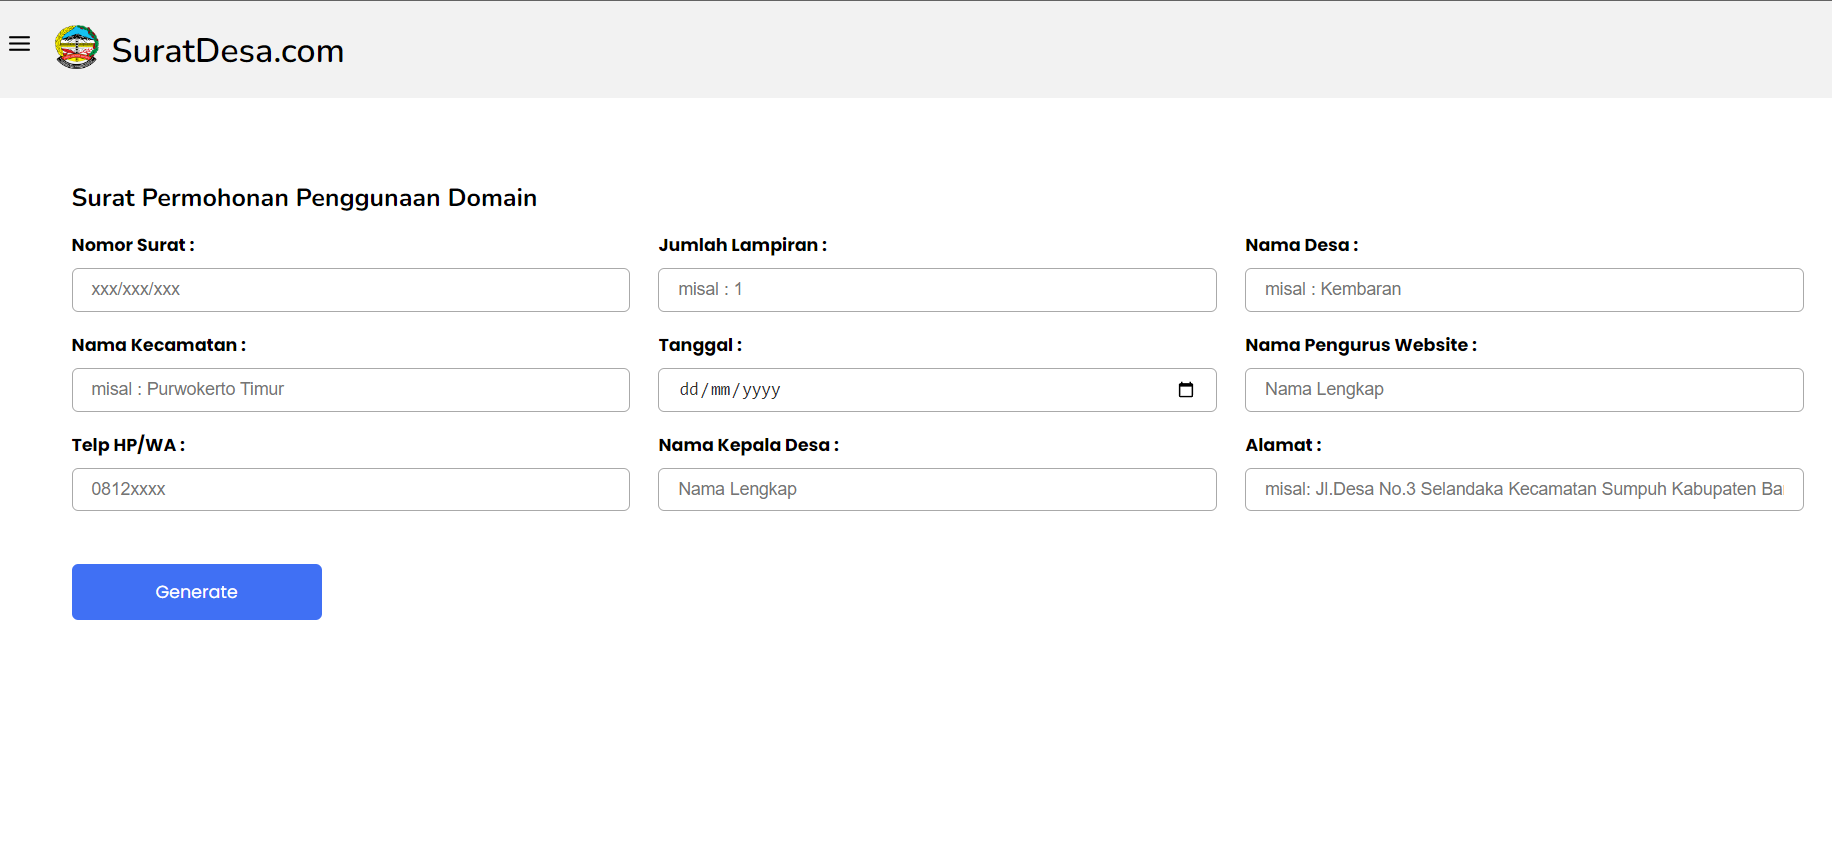 SuratDesa.com
Surat Permohonan Penggunaan Domain
Nomor Surat :
Jumlah Lampiran :
Nama Desa :
xxx/xxx/xxx
misal : 1
misal : Kembaran
Nama Kecamatan :
Tanggal :
Nama Pengurus Website :
misal : Purwokerto Timur
dd/mm/yyyy
Nama Lengkap
Telp HP/WA :
Nama Kepala Desa :
Alamat :
0812xxxx
Nama Lengkap
misal: Jl.Desa No.3 Selandaka Kecamatan Sumpuh Kabupaten Ba
Generate